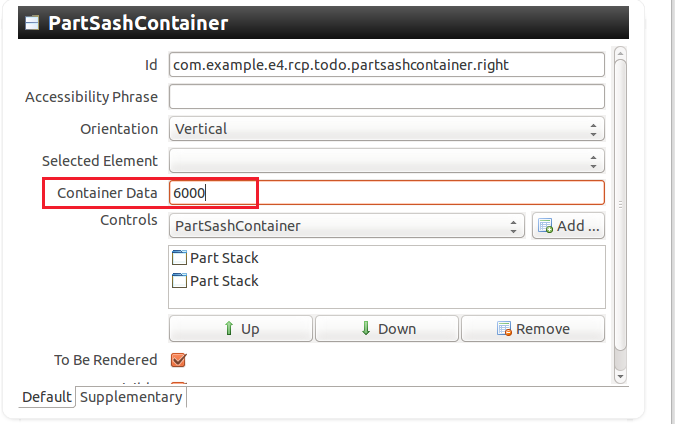 PartSashContainer
Id com.example.e4.rcp.todo.partsashcontainer.right
Accessibility Phrase
Orientation Vertical
Selected Element
Container Data 6000
Controls PartSashContainer Add ...
Part Stack
Part Stack
Up Down Remove
To Be Rendered
Default Supplementary